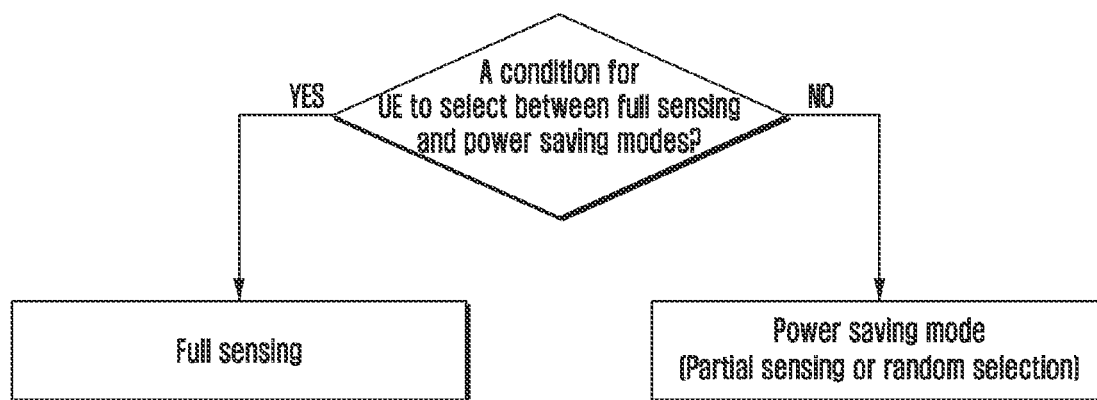 A condition for
YES
UE to select between full sensing
NO
and power saving modes?
Full sensing
Power saving mode
(Partial sensing or random selection)